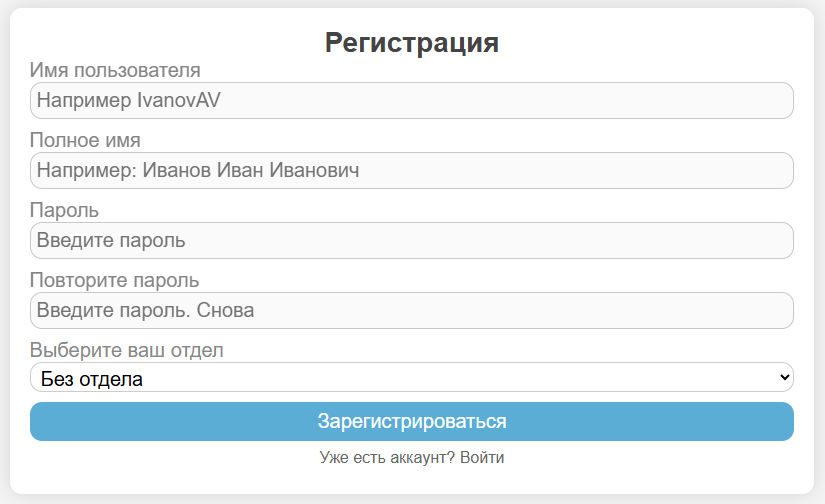 Регистрация
Имя пользователя
Например IvanovAV
Полное имя
Например: Иванов Иван Иванович
Пароль
Введите пароль
Повторите пароль
Введите пароль. Снова
Выберите ваш отдел
Без отдела
Зарегистрироваться
Уже есть аккаунт? Войти